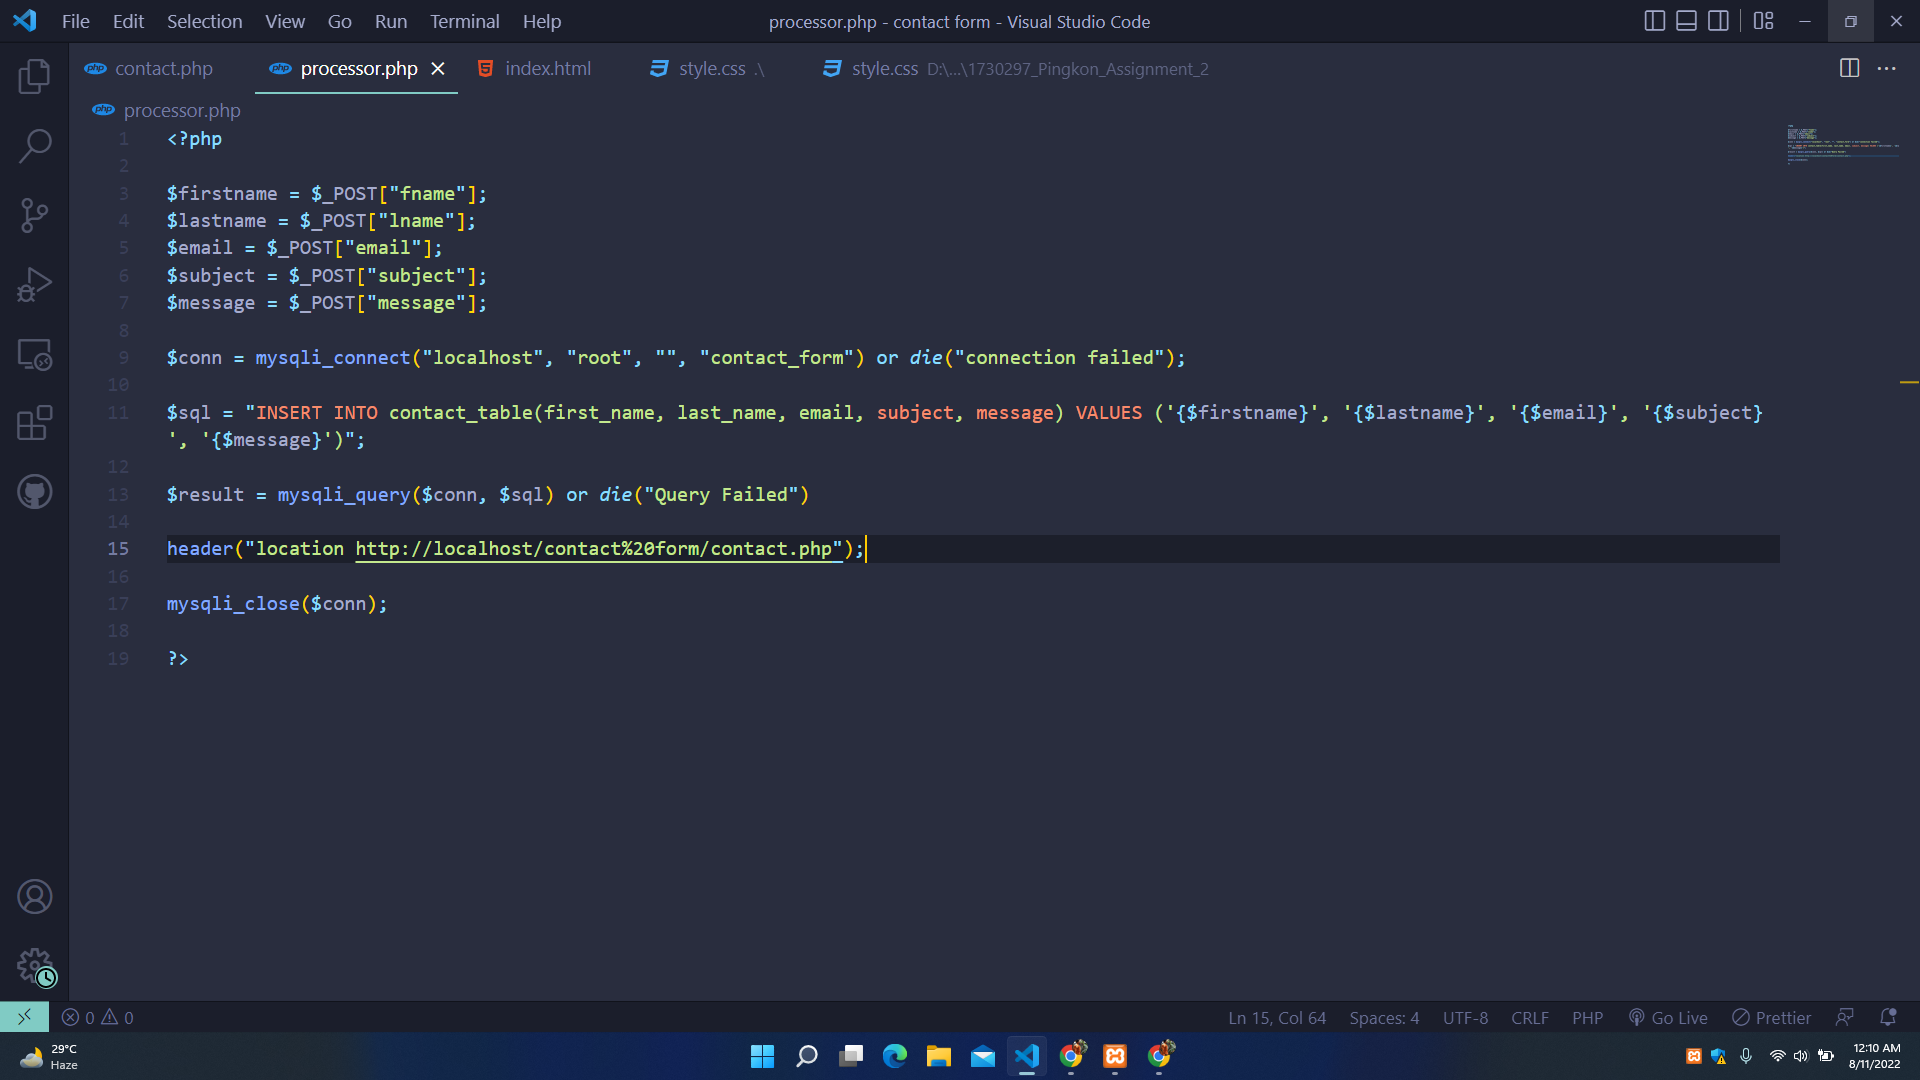 File Edit Selection View Go Run Terminal Help
processor.php - contact form - Visual Studio Code
php contact.php
php processor.php
index.html
style.css .\
style.css D:\...\1730297_Pingkon_Assignment_2
php processor.php
1 <?php
2
3 $firstname = $_POST["fname"];
4 $lastname = $_POST["lname"];
5 $email = $_POST["email"];
6 $subject = $_POST["subject"];
7 $message = $_POST["message"];
8
9 $conn = mysqli_connect("localhost", "root", "", "contact_form") or die("connection failed");
10
11 $sql = "INSERT INTO contact_table(first_name, last_name, email, subject, message) VALUES ('{$firstname}', '{$lastname}', '{$email}', '{$subject}
', '{$message}')";
12
13 $result = mysqli_query($conn, $sql) or die("Query Failed")
14
15 header("location http://localhost/contact%20form/contact.php");
16
17 mysqli_close($conn);
18
19 ?>
0 0
Ln 15, Col 64 Spaces: 4 UTF-8 CRLF PHP Go Live Prettier
29°C
Haze
12:10 AM
8/11/2022